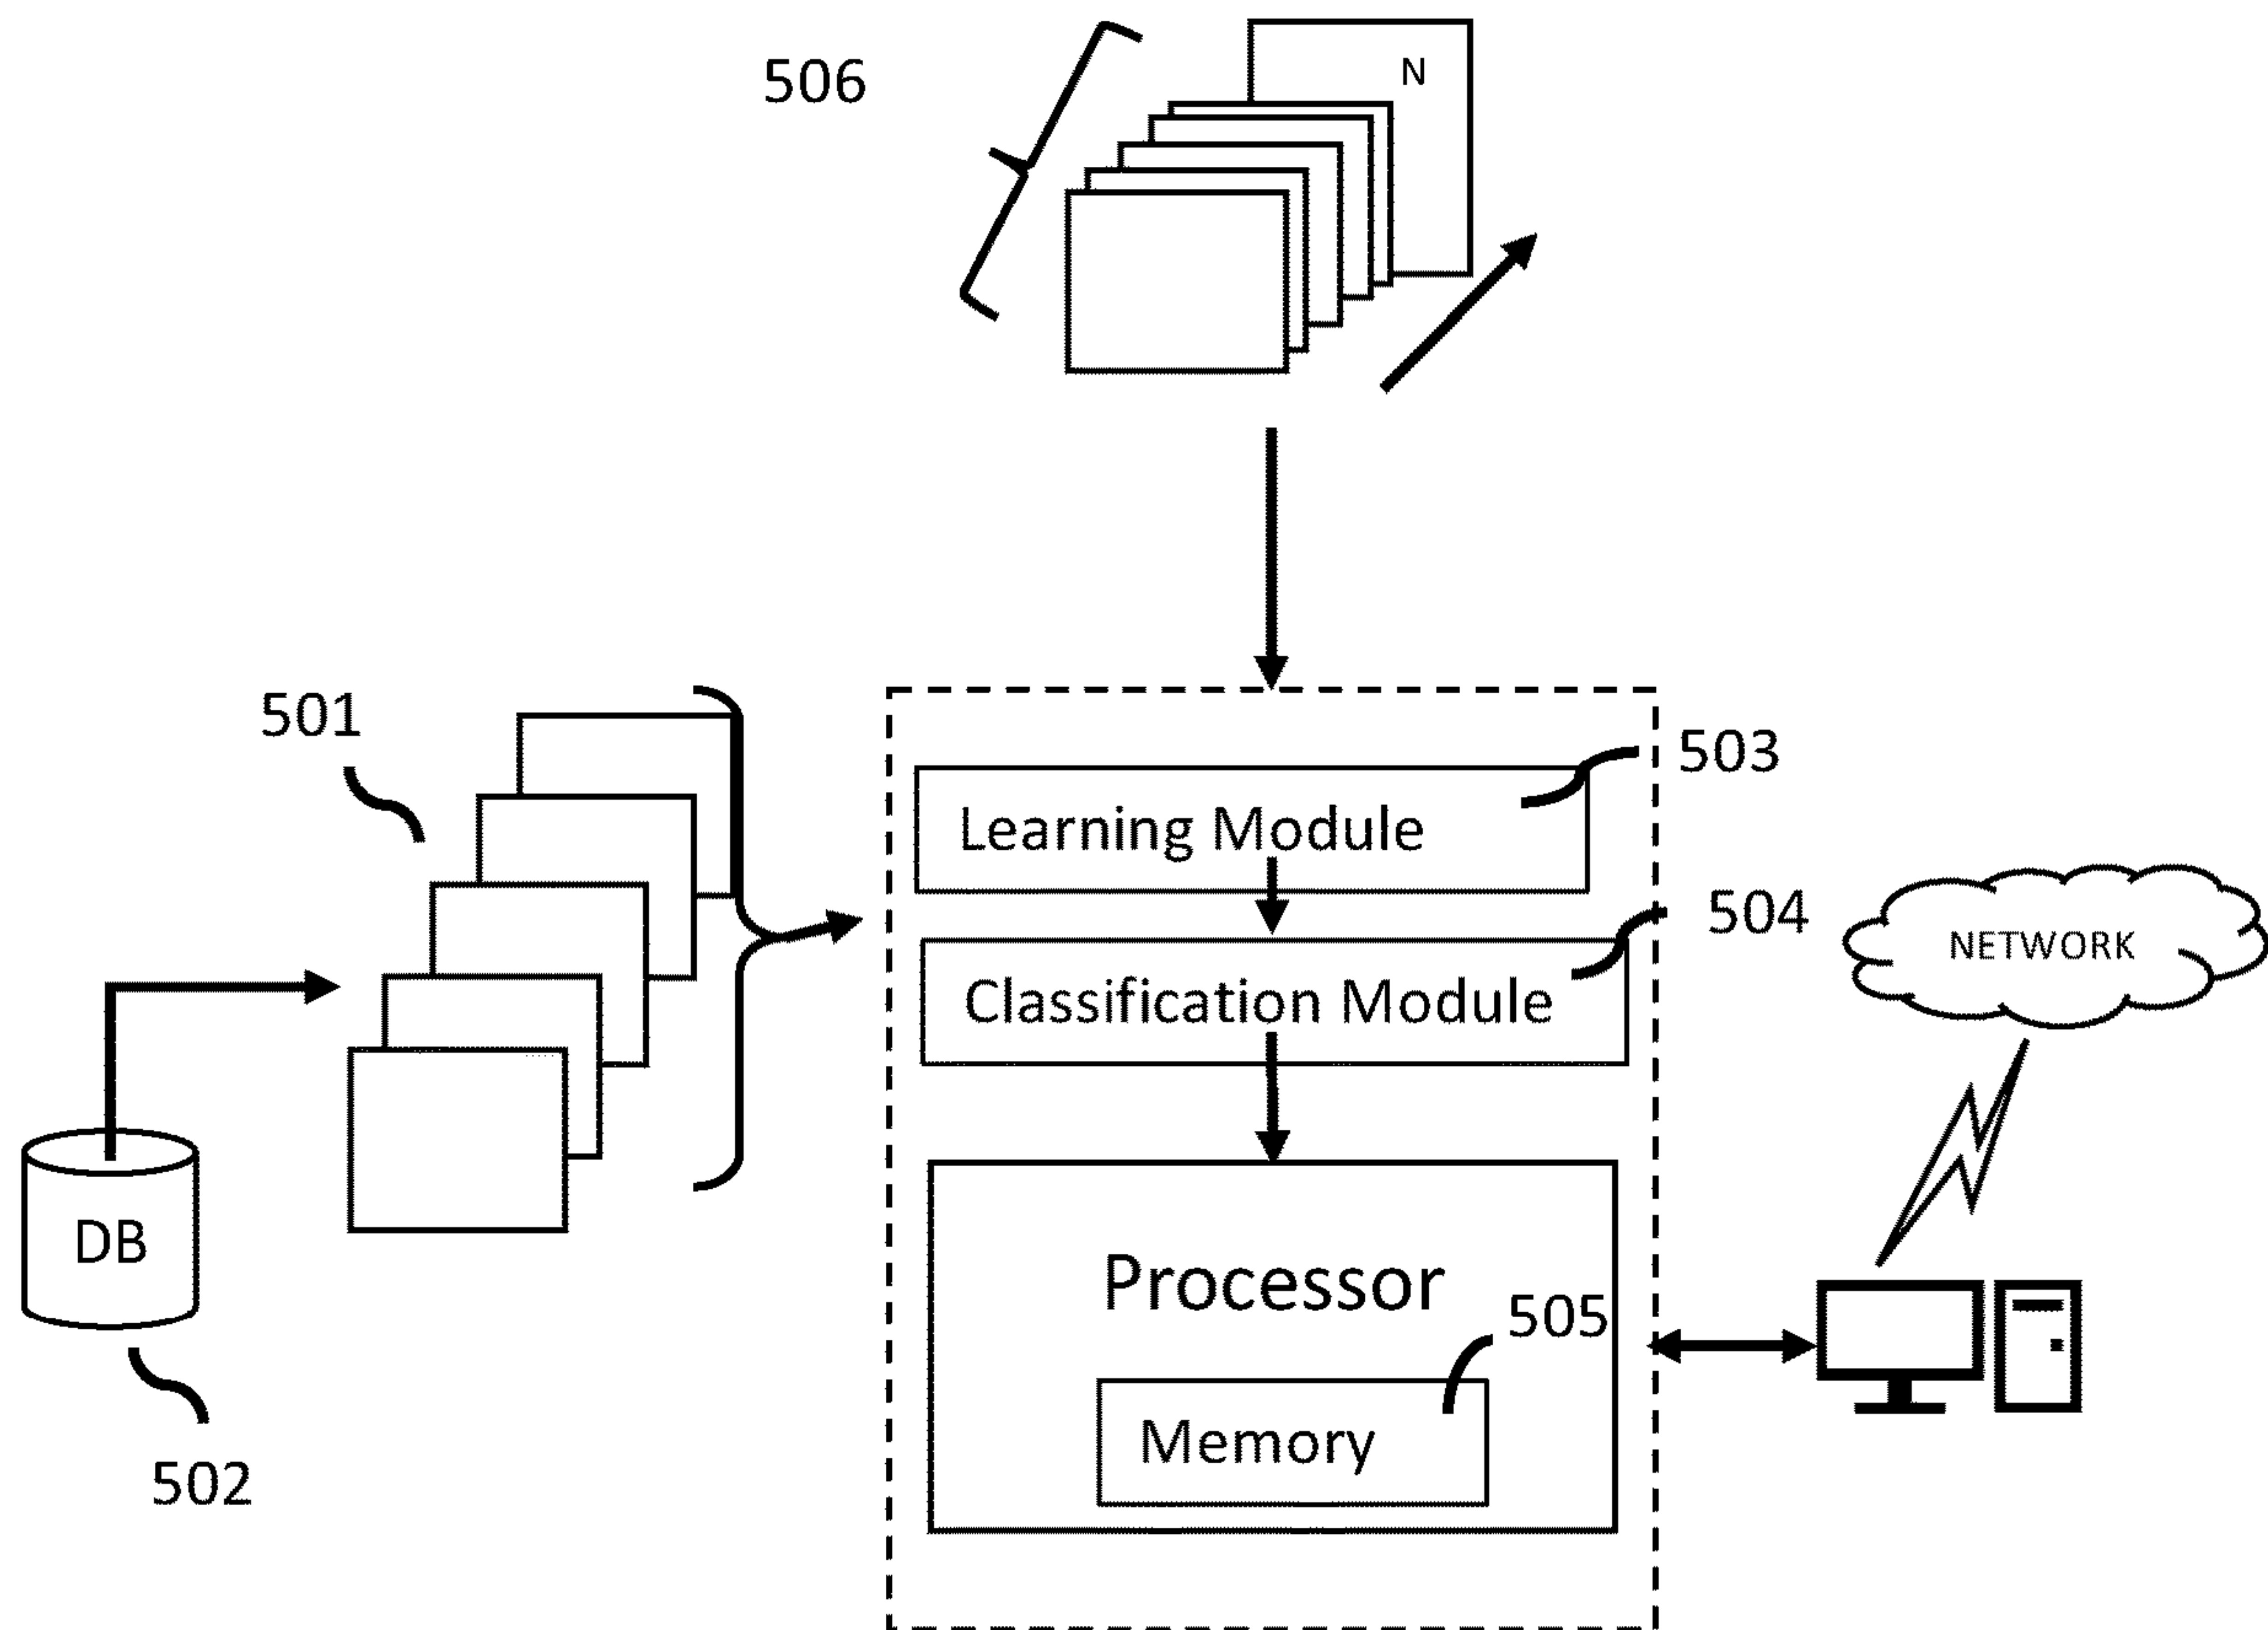 506
N
501
503
Learning Module
504
Classification Module
NETWORK
DB
Processor
505
Memory
502